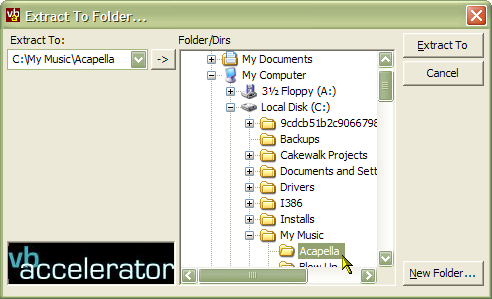 Extract To Folder...
Extract To:
C:\My Music\Acapella
->
Folder/Dirs
My Documents
My Computer
3½ Floppy (A:)
Local Disk (C:)
9cdcb51b2c9066798
Backups
Cakewalk Projects
Documents and Sett
Drivers
I386
Installs
My Music
Acapella
Blow Up
Extract To
Cancel
New Folder...
vb
accelerator